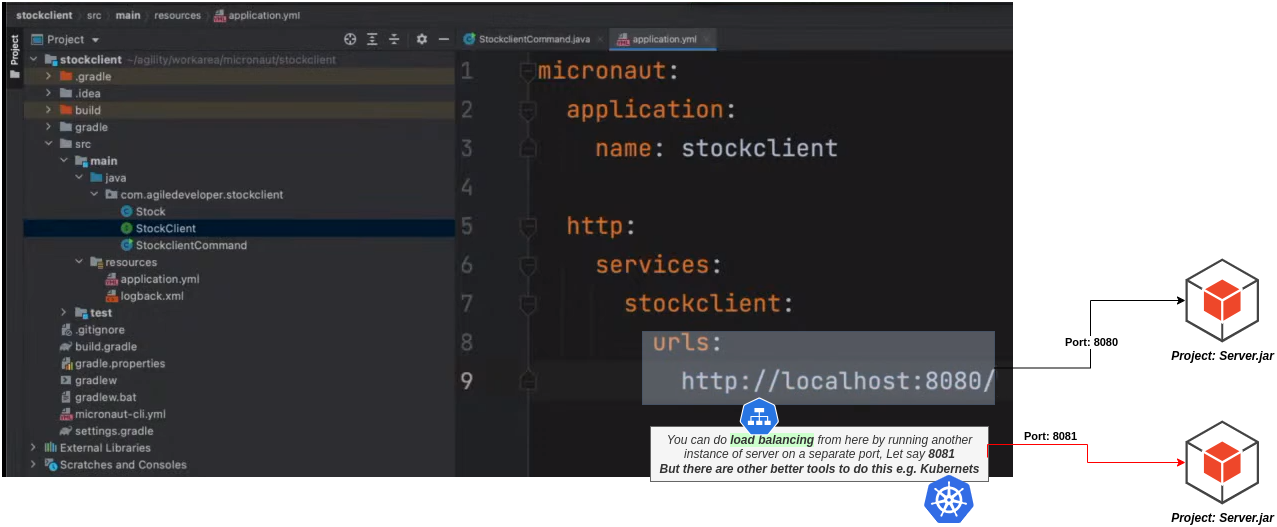 stockclient src main resources application.yml
Project
Project
StockclientCommand.java application.yml
stockclient ~/agility/workarea/micronaut/stockclient
.gradle
.idea
build
gradle
src
main
java
com.agiledeveloper.stockclient
Stock
StockClient
StockclientCommand
resources
application.yml
logback.xml
test
.gitignore
build.gradle
gradle.properties
gradlew
gradlew.bat
micronaut-cli.yml
settings.gradle
External Libraries
Scratches and Consoles
1 micronaut:
2 application:
3 name: stockclient
4
5 http:
6 services:
7 stockclient:
8 urls:
9 http://localhost:8080/
You can do load balancing from here by running another
instance of server on a separate port, Let say 8081
But there are other better tools to do this e.g. Kubernets
Port: 8080
Project: Server.jar
Port: 8081
Project: Server.jar